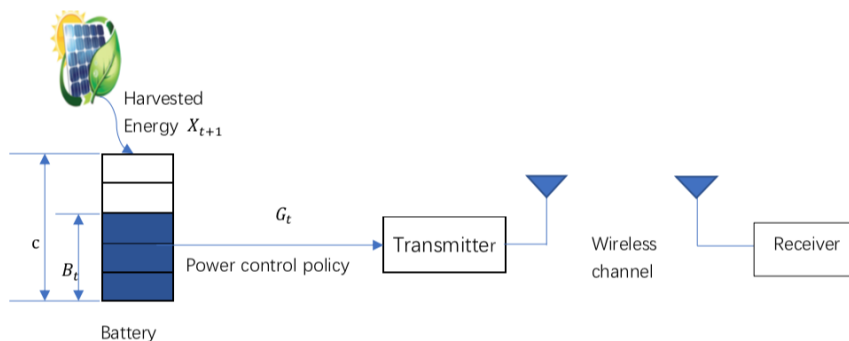 Harvested
Energy X_{t+1}
c
B_t
G_t
Power control policy
Transmitter
Wireless
channel
Receiver
Battery